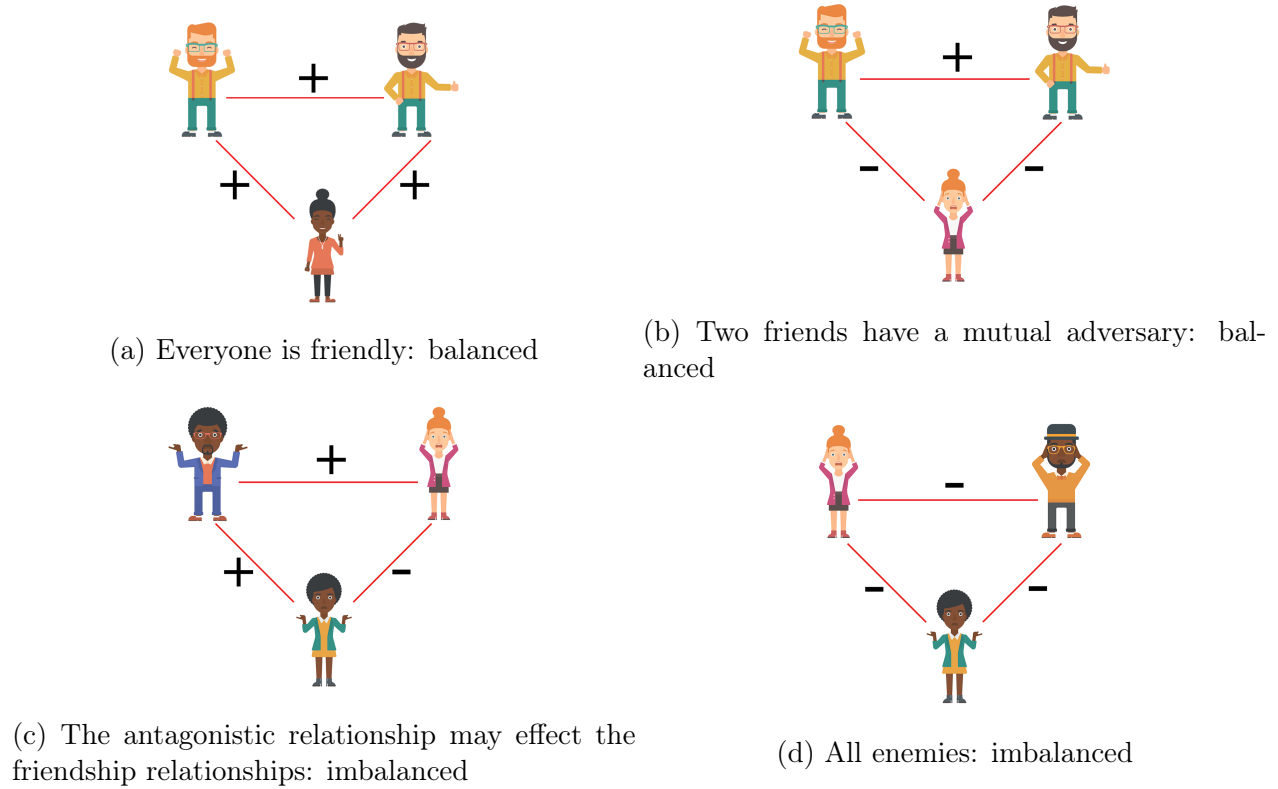 +
+ +
(a) Everyone is friendly: balanced
+
- -
(b) Two friends have a mutual adversary: bal-
anced
+
+ -
(c) The antagonistic relationship may effect the
friendship relationships: imbalanced
-
- -
(d) All enemies: imbalanced